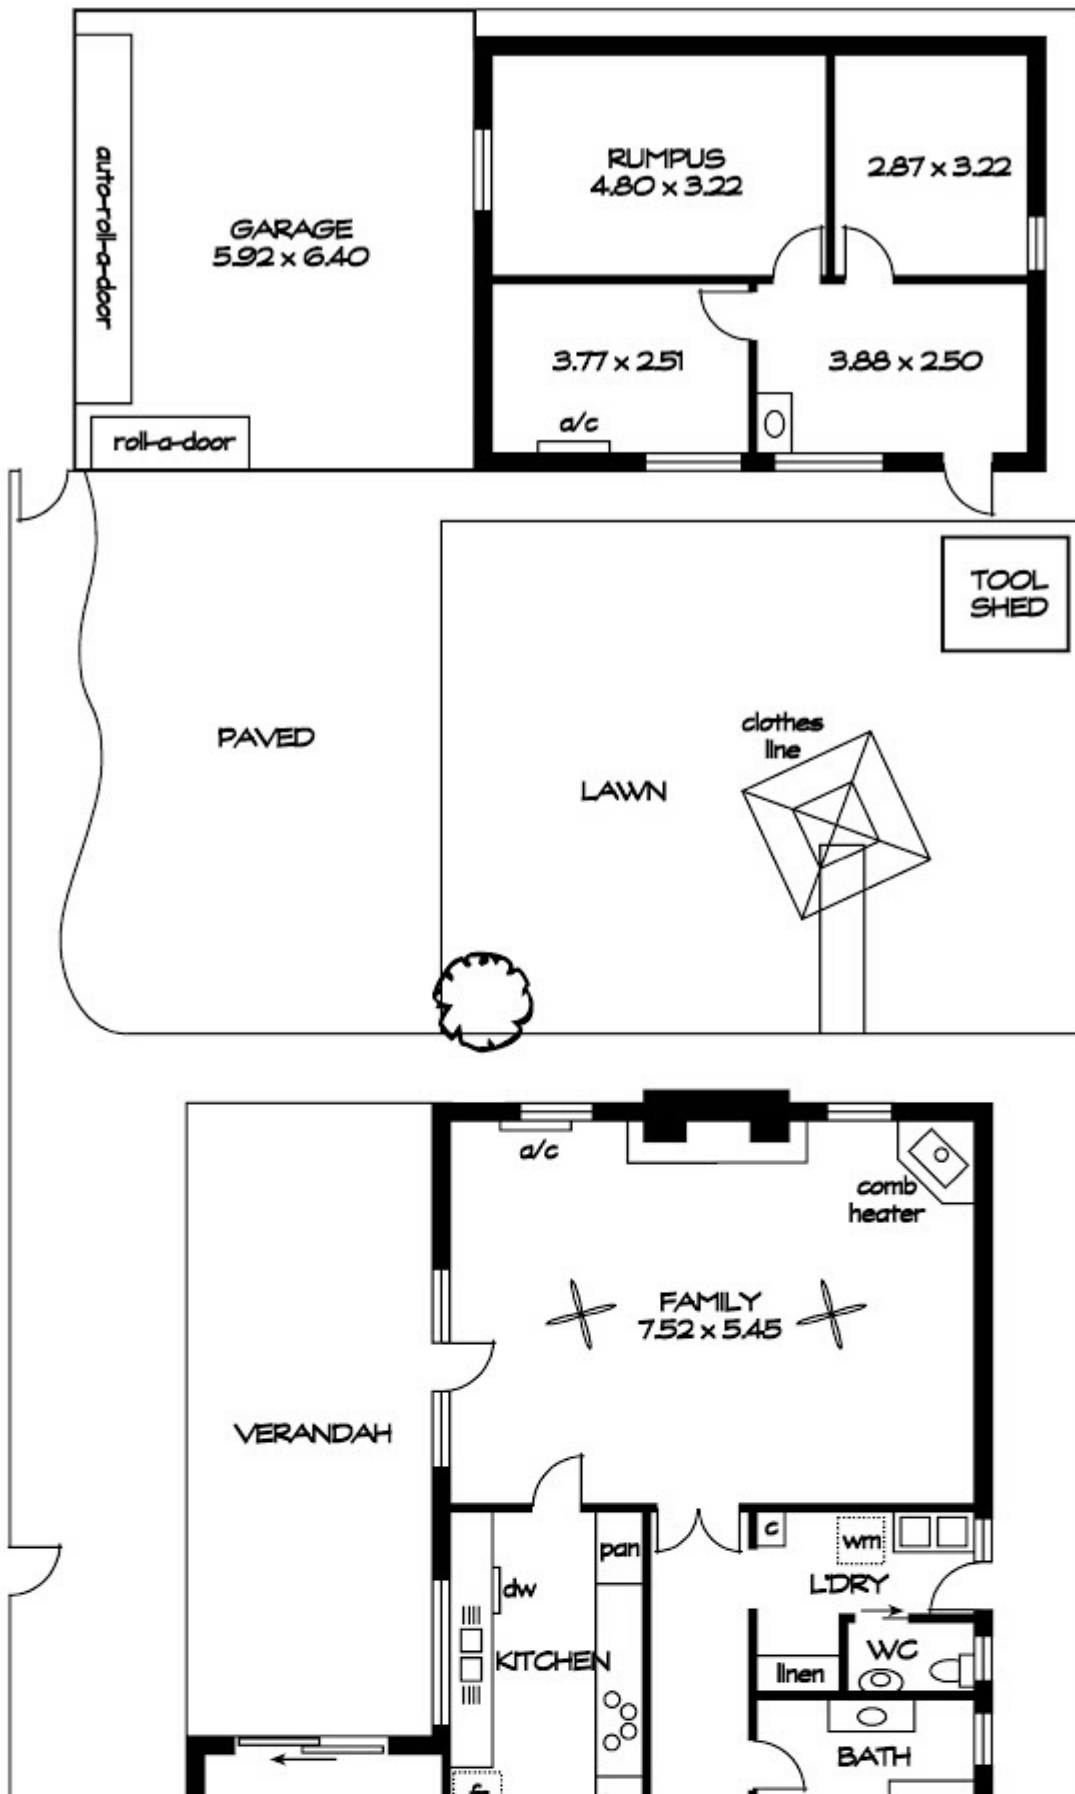 auto-roll-a-door
GARAGE
5.92 x 6.40
roll-a-door
RUMPUS
4.80 x 3.22
2.87 x 3.22
3.77 x 2.51
a/c
3.88 x 2.50
TOOL
SHED
PAVED
LAWN
clothes
line
a/c
comb
heater
FAMILY
7.52 x 5.45
VERANDAH
pan
dw
KITCHEN
c
wm
L'DRY
WC
linen
BATH